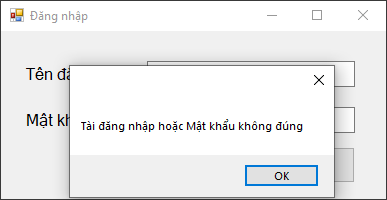 Đăng nhập
Tên đă
Mật kh
Tài đăng nhập hoặc Mật khẩu không đúng
OK